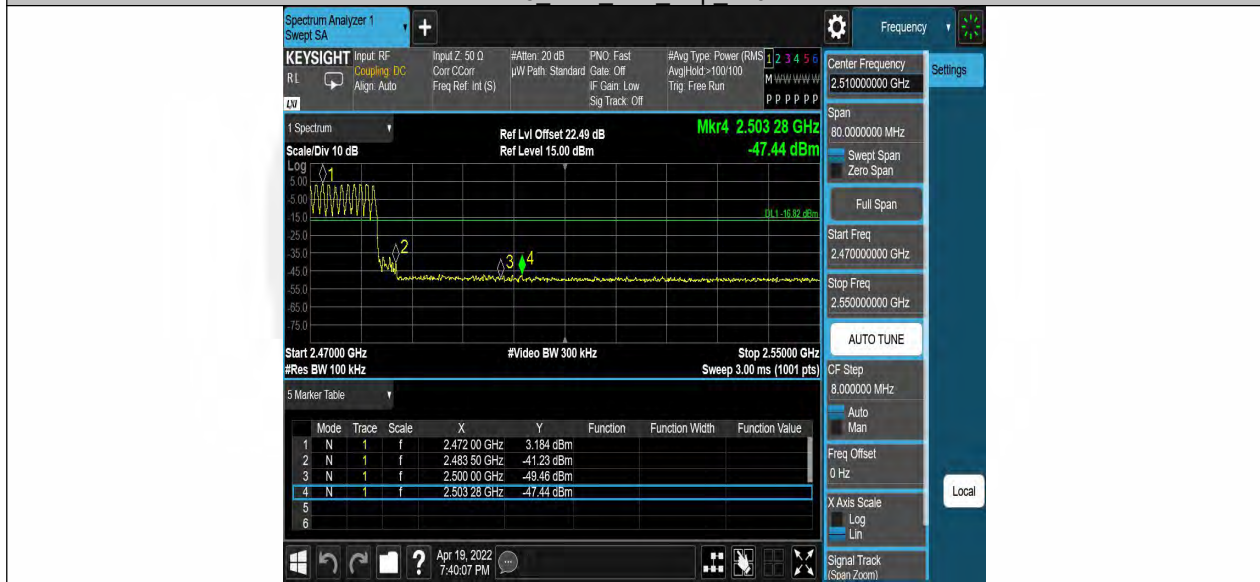 Spectrum Analyzer 1
Swept SA
+
Frequency
KEYSIGHT
RL
LXI
Input: RF
Coupling: DC
Align: Auto
Input Z: 50 Ω
Corr CCorr
Freq Ref: Int (S)
#Atten: 20 dB
µW Path: Standard
PNO: Fast
Gate: Off
IF Gain: Low
Sig Track: Off
#Avg Type: Power (RMS
Avg|Hold:>100/100
Trig: Free Run
1 2 3 4 5 6
M W W W W W
P P P P P P
1 Spectrum
Scale/Div 10 dB
Ref Lvl Offset 22.49 dB
Ref Level 15.00 dBm
Mkr4 2.503 28 GHz
-47.44 dBm
Log
5.00
-5.00
-15.0
-25.0
-35.0
-45.0
-55.0
-65.0
-75.0
1
2
3
4
DL1 -16.82 dBm
Start 2.47000 GHz
#Res BW 100 kHz
#Video BW 300 kHz
Stop 2.55000 GHz
Sweep 3.00 ms (1001 pts)
5 Marker Table
Mode Trace Scale X Y Function Function Width Function Value
1 N 1 f 2.472 00 GHz 3.184 dBm
2 N 1 f 2.483 50 GHz -41.23 dBm
3 N 1 f 2.500 00 GHz -49.46 dBm
4 N 1 f 2.503 28 GHz -47.44 dBm
5
6
?
Apr 19, 2022
7:40:07 PM
Center Frequency
2.510000000 GHz
Settings
Span
80.0000000 MHz
Swept Span
Zero Span
Full Span
Start Freq
2.470000000 GHz
Stop Freq
2.550000000 GHz
AUTO TUNE
CF Step
8.000000 MHz
Auto
Man
Freq Offset
0 Hz
X Axis Scale
Log
Lin
Signal Track
(Span Zoom)
Local